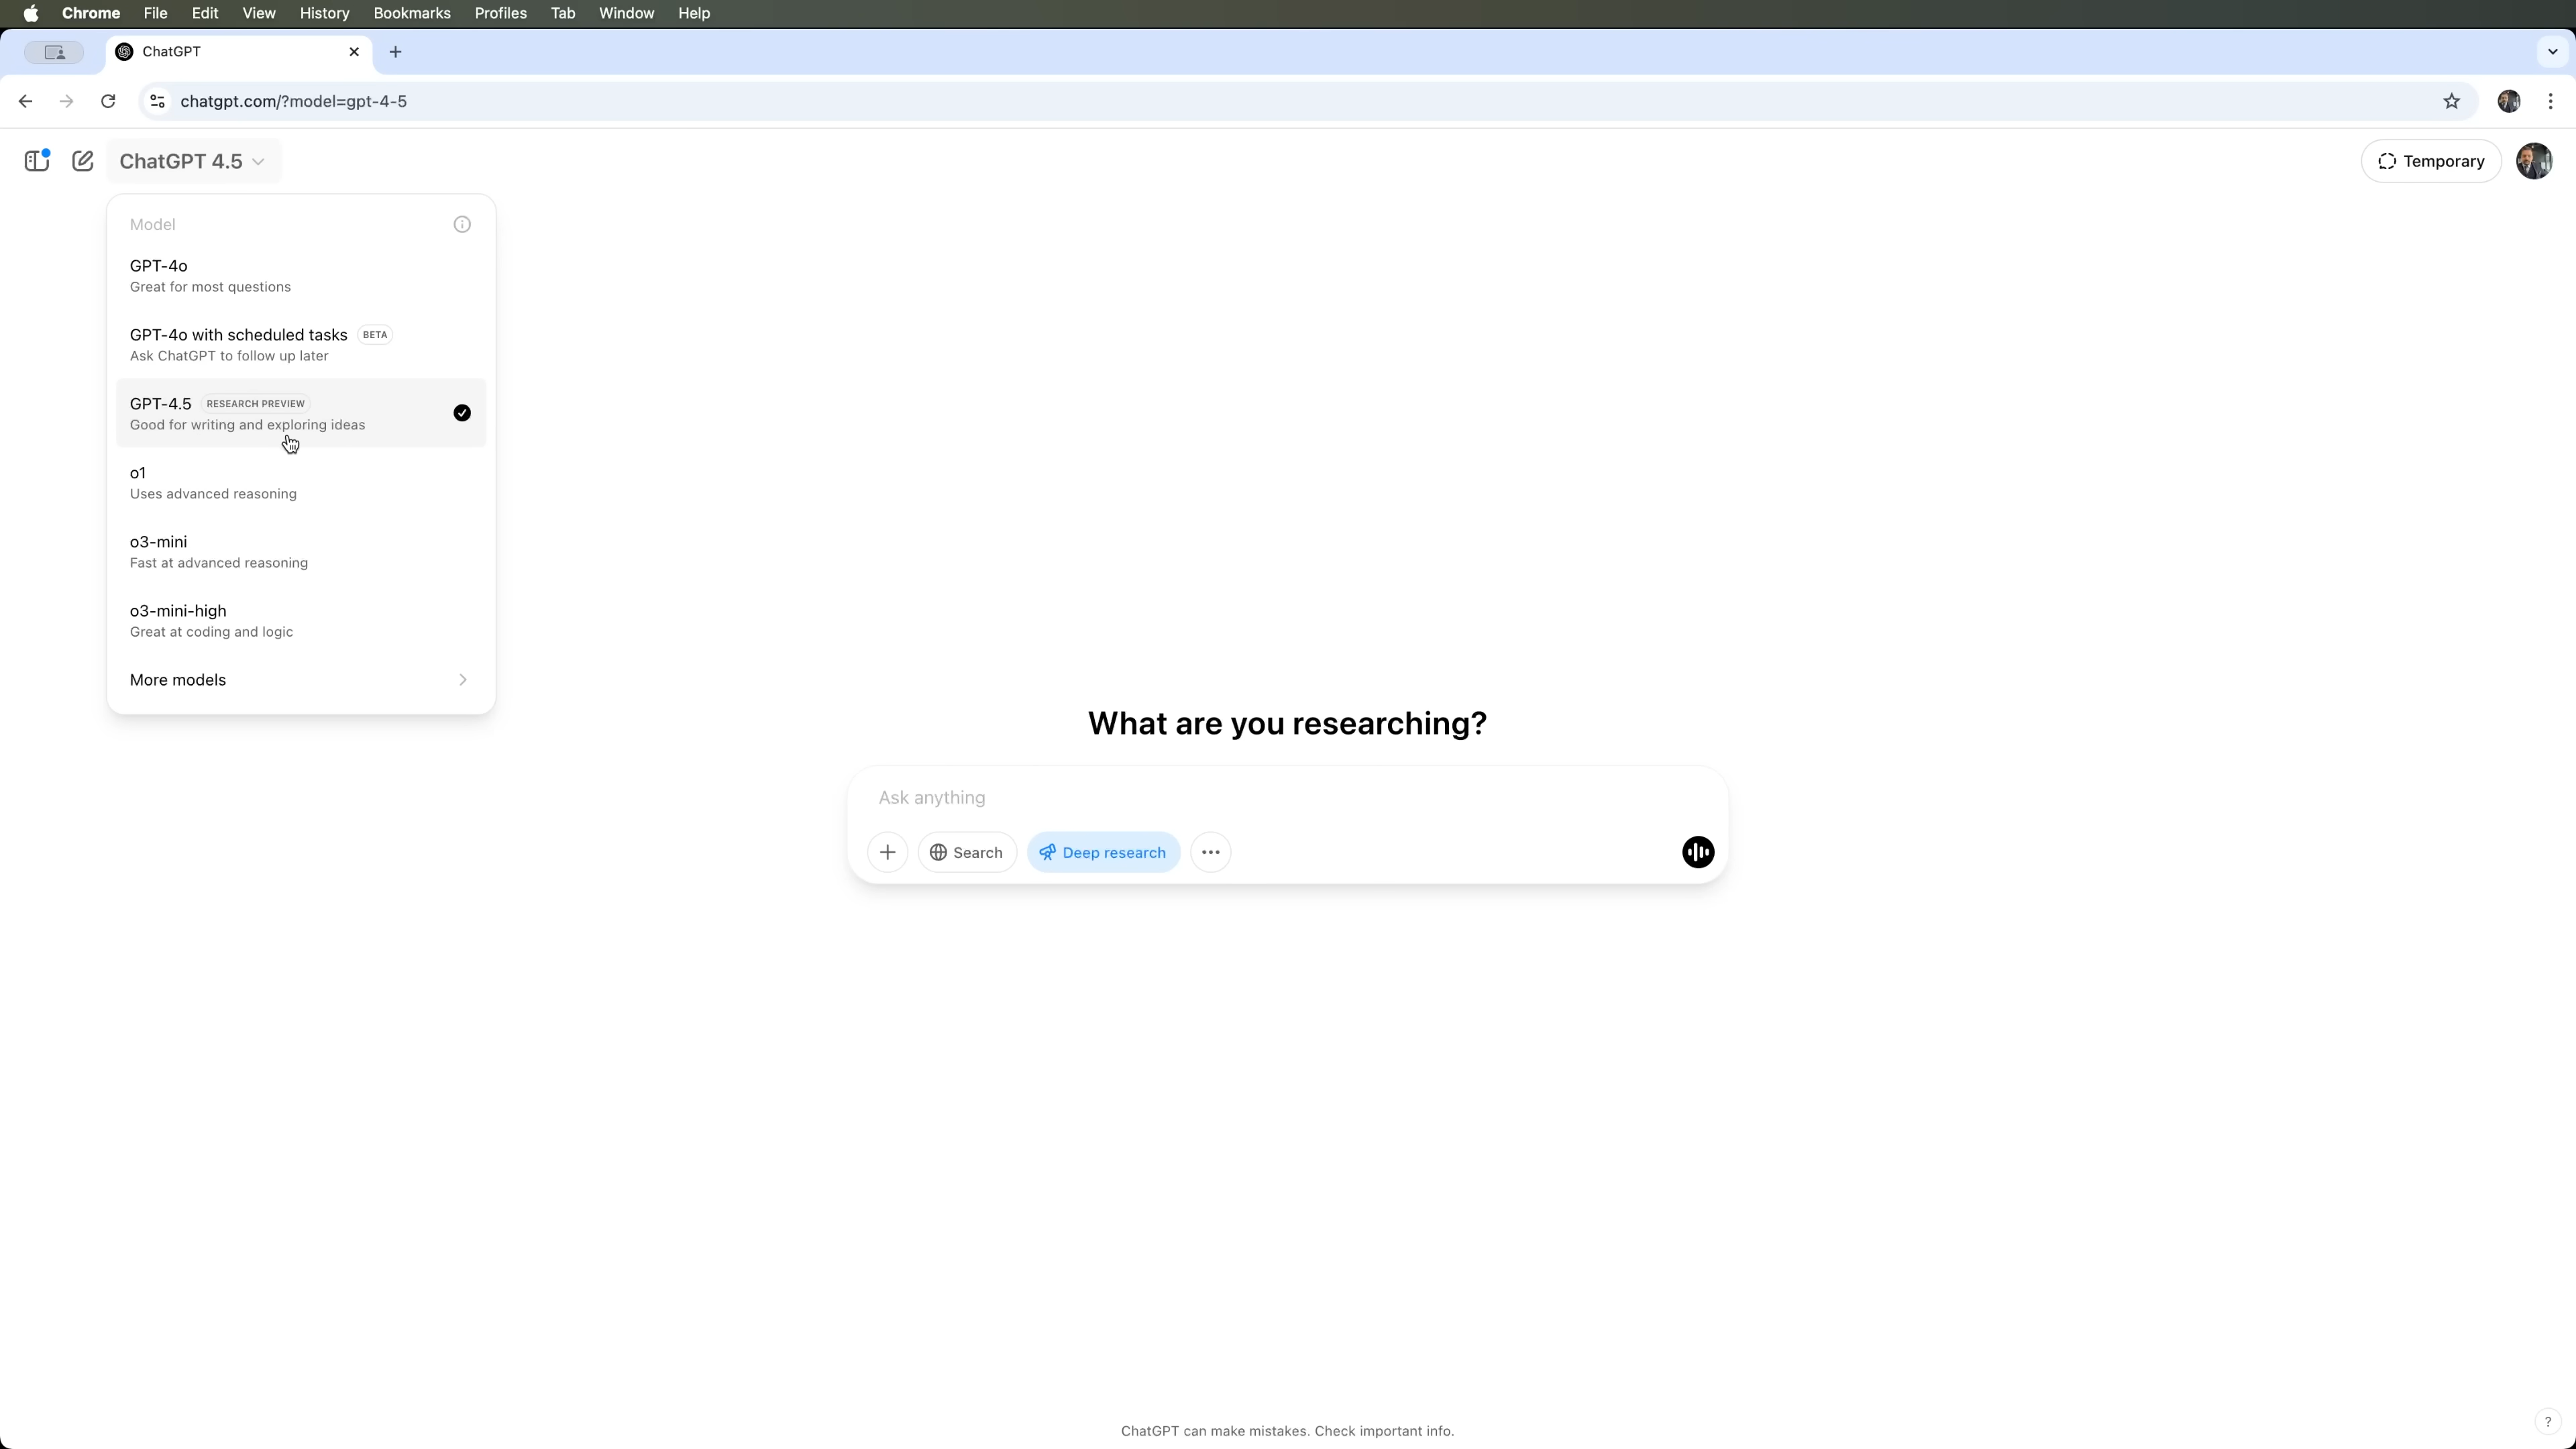 Chrome File Edit View History Bookmarks Profiles Tab Window Help
ChatGPT
chatgpt.com/?model=gpt-4-5
ChatGPT 4.5
Temporary
Model
GPT-4o
Great for most questions
GPT-4o with scheduled tasks BETA
Ask ChatGPT to follow up later
GPT-4.5 RESEARCH PREVIEW
Good for writing and exploring ideas
o1
Uses advanced reasoning
o3-mini
Fast at advanced reasoning
o3-mini-high
Great at coding and logic
More models
What are you researching?
Ask anything
Search Deep research
ChatGPT can make mistakes. Check important info.
?